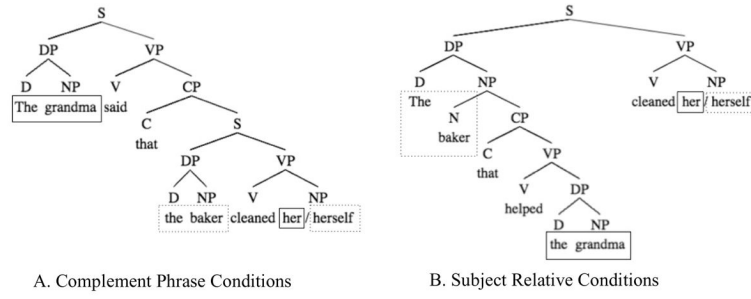 S
DP VP
D NP V CP
The grandma said
C S
that
DP VP
D NP V NP
the baker cleaned her / herself
A. Complement Phrase Conditions
S
DP VP
D NP V NP
The cleaned her / herself
N CP
baker
C VP
that
V DP
helped
D NP
the grandma
B. Subject Relative Conditions